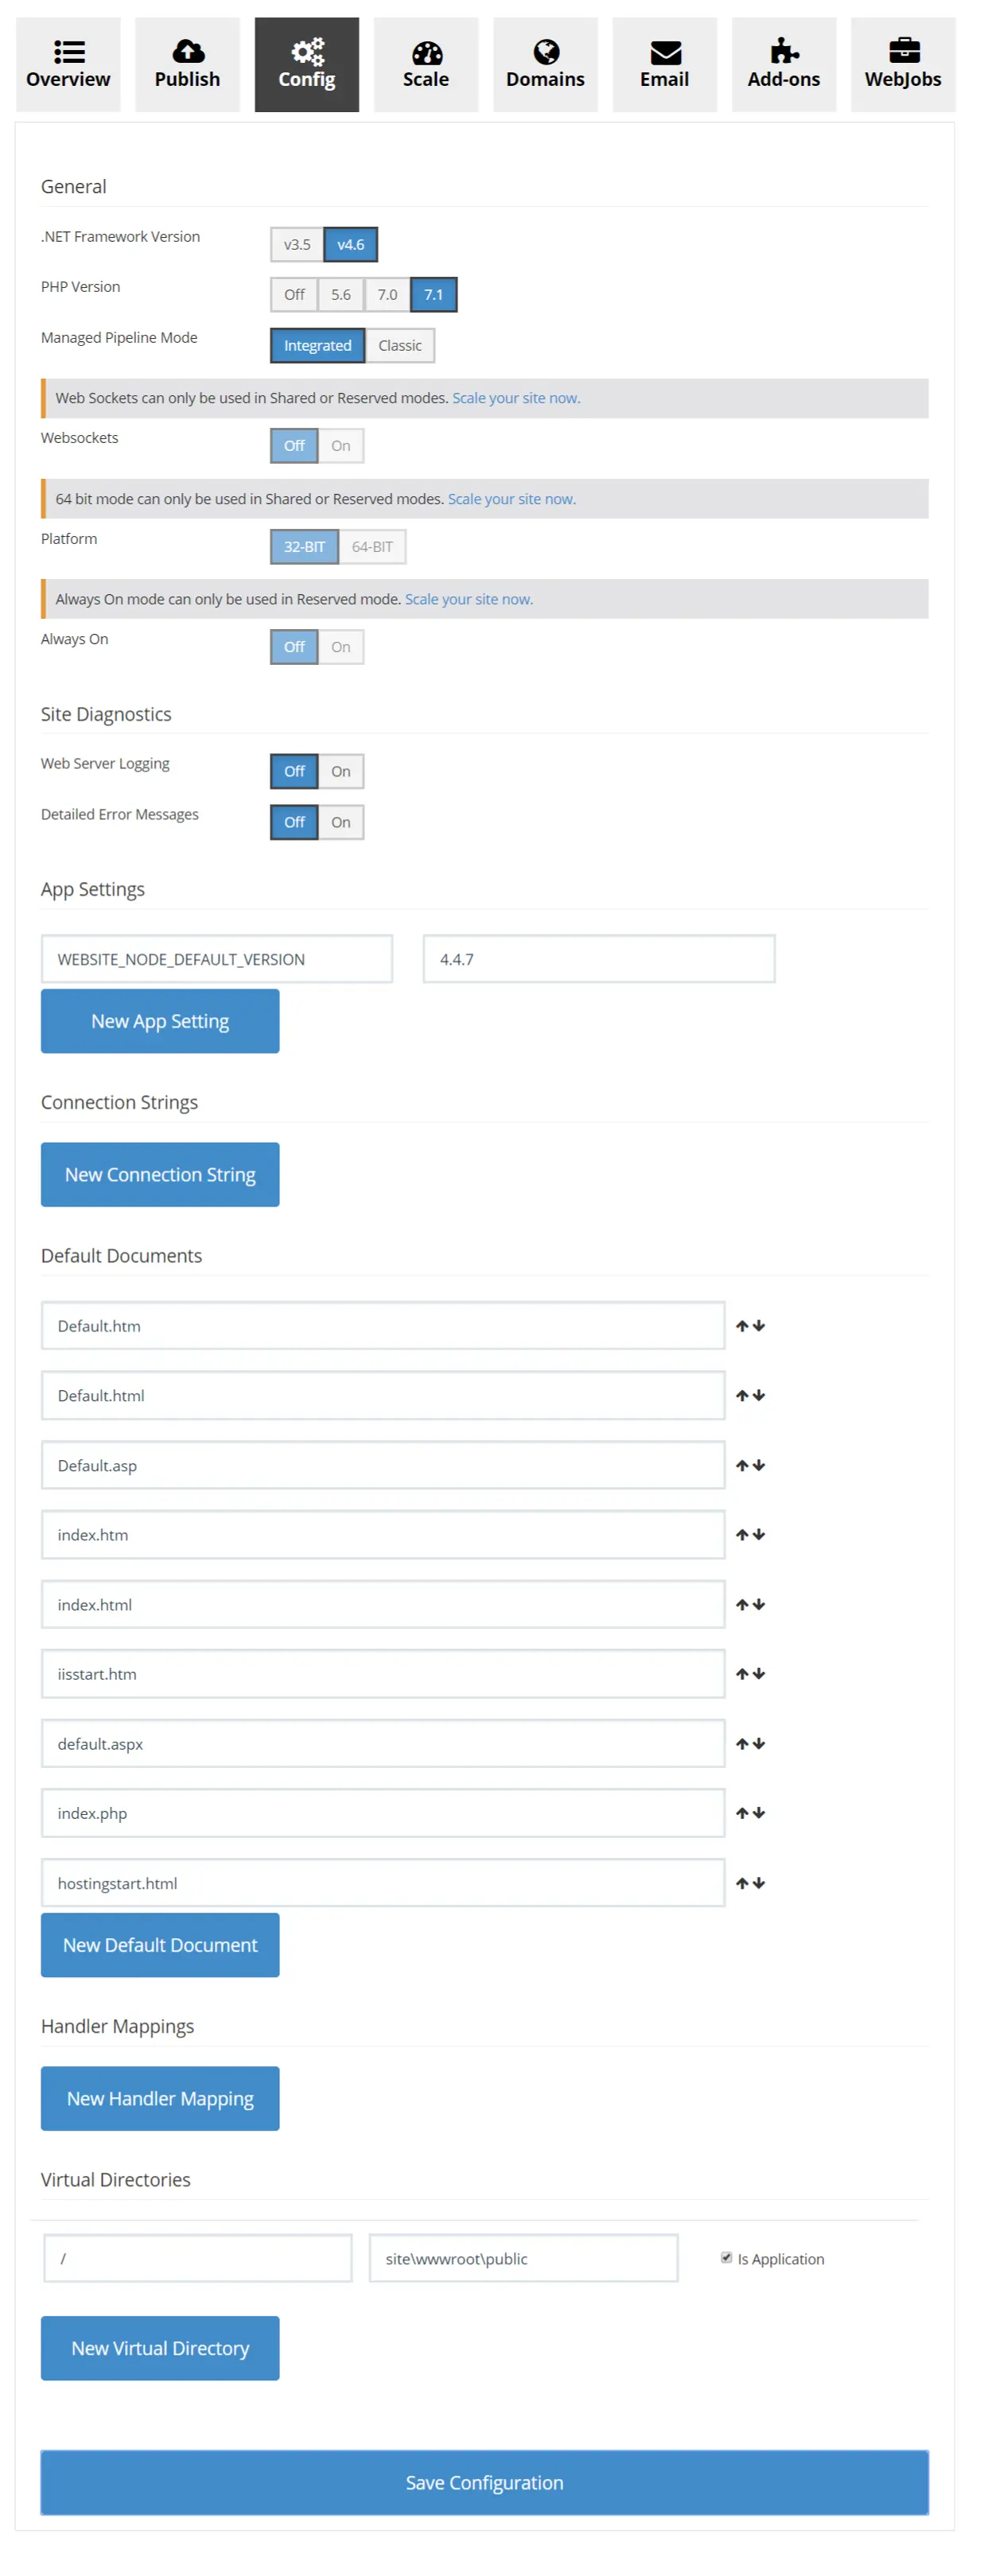 Overview Publish Config Scale Domains Email Add-ons WebJobs
General
.NET Framework Version v3.5 v4.6
PHP Version Off 5.6 7.0 7.1
Managed Pipeline Mode Integrated Classic
Web Sockets can only be used in Shared or Reserved modes. Scale your site now.
Websockets Off On
64 bit mode can only be used in Shared or Reserved modes. Scale your site now.
Platform 32-BIT 64-BIT
Always On mode can only be used in Reserved mode. Scale your site now.
Always On Off On
Site Diagnostics
Web Server Logging Off On
Detailed Error Messages Off On
App Settings
WEBSITE_NODE_DEFAULT_VERSION 4.4.7
New App Setting
Connection Strings
New Connection String
Default Documents
Default.htm
Default.html
Default.asp
index.htm
index.html
iisstart.htm
default.aspx
index.php
hostingstart.html
New Default Document
Handler Mappings
New Handler Mapping
Virtual Directories
/ site\wwwroot\public Is Application
New Virtual Directory
Save Configuration